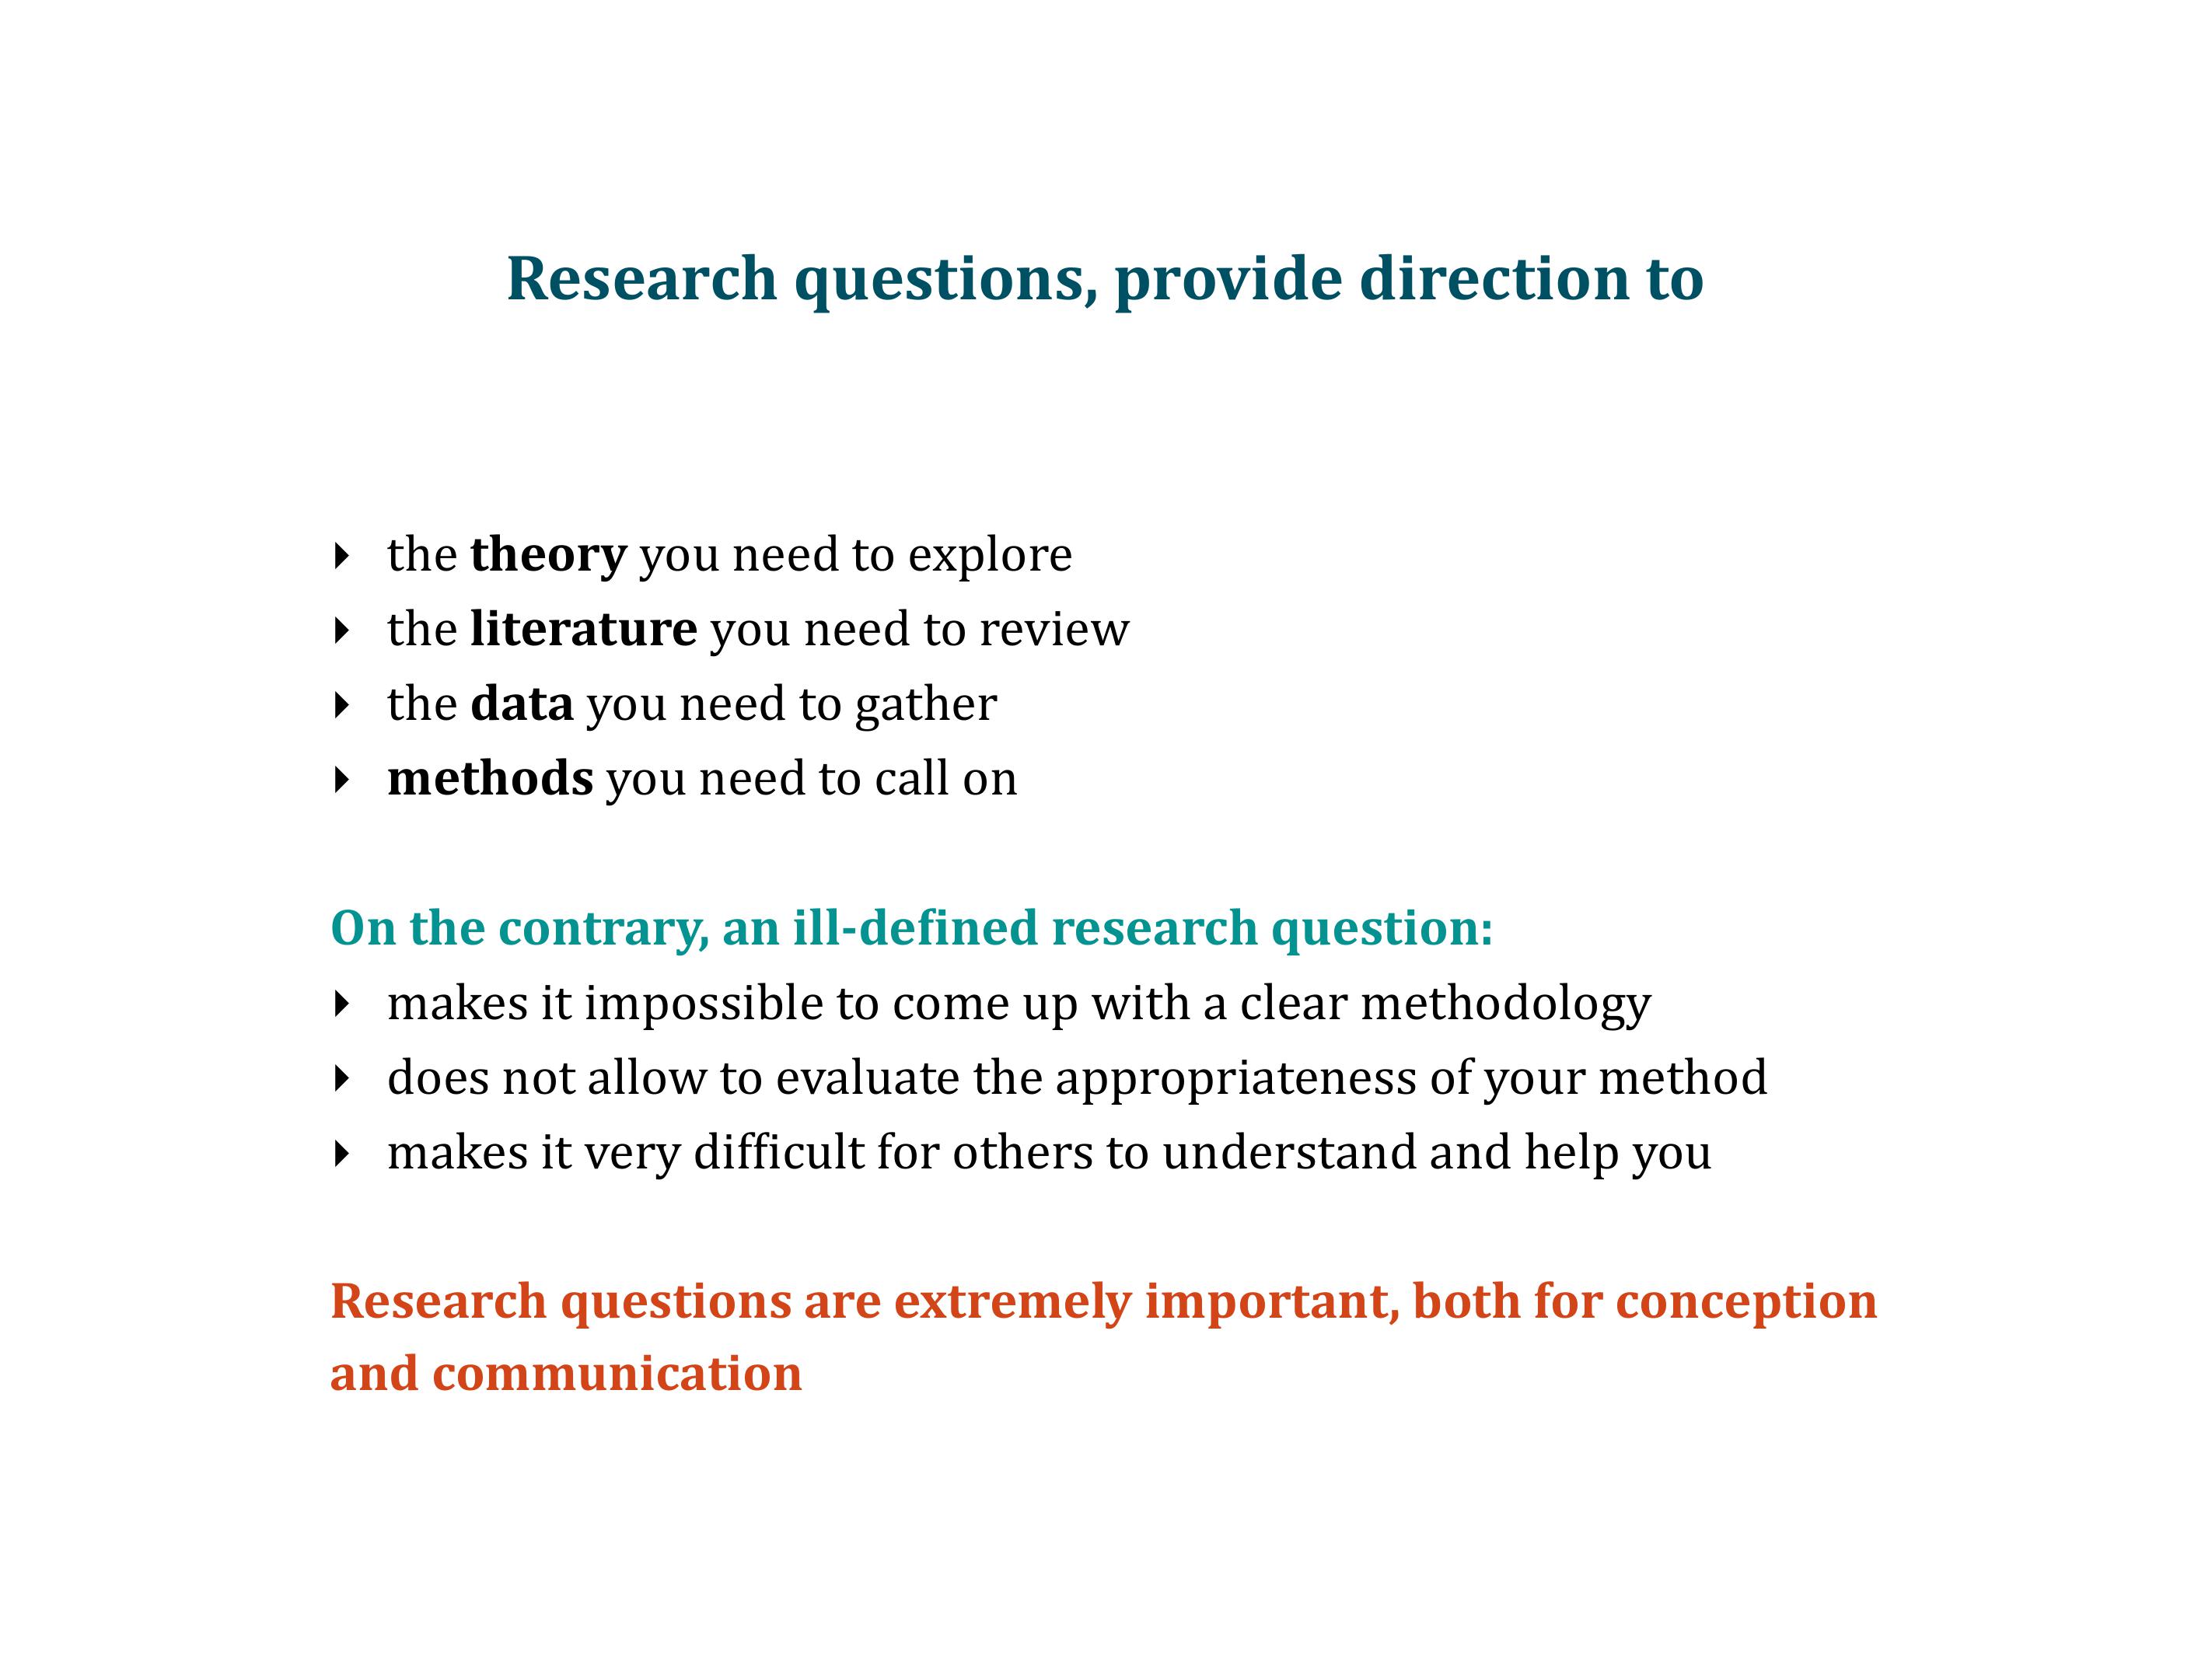 Research questions, provide direction to
the theory you need to explore
the literature you need to review
the data you need to gather
methods you need to call on
On the contrary, an ill-defined research question:
makes it impossible to come up with a clear methodology
does not allow to evaluate the appropriateness of your method
makes it very difficult for others to understand and help you
Research questions are extremely important, both for conception
and communication